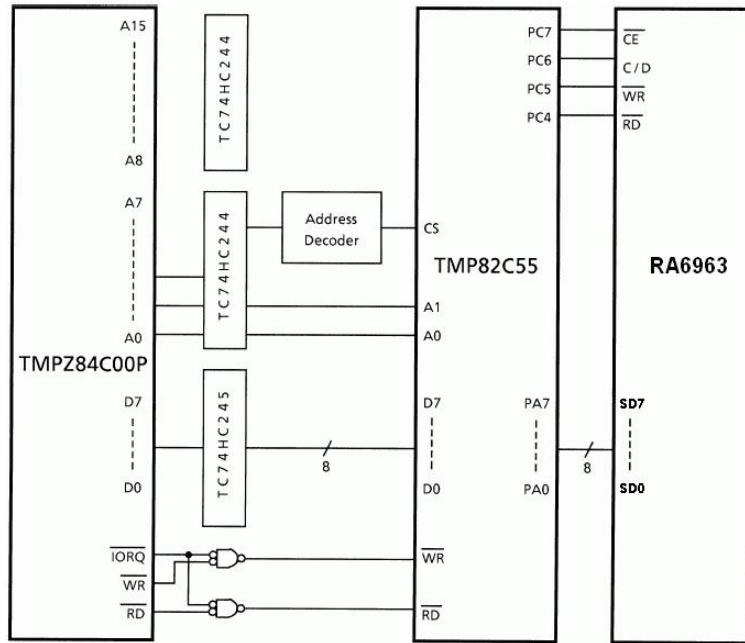 A15
A8
A7
A0
TMPZ84C00P
D7
D0
IORQ
WR
RD
TC74HC244
TC74HC244
TC74HC245
Address
Decoder
8
PC7
PC6
PC5
PC4
CS
TMP82C55
A1
A0
D7
PA7
D0
PA0
WR
RD
8
CE
C/D
WR
RD
RA6963
SD7
SD0